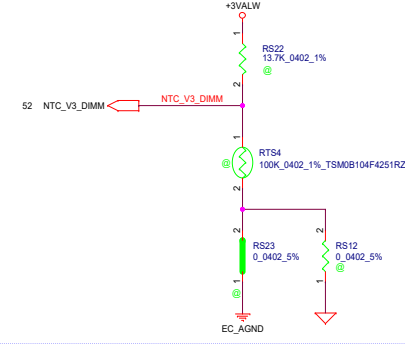 +3VALW
1
RS22
13.7K_0402_1%
@
2
52 NTC_V3_DIMM
NTC_V3_DIMM
1
RTS4
@
100K_0402_1%_TSM0B104F4251RZ
2
2
2
RS23
0_0402_5%
RS12
0_0402_5%
@
1
1
@
EC_AGND